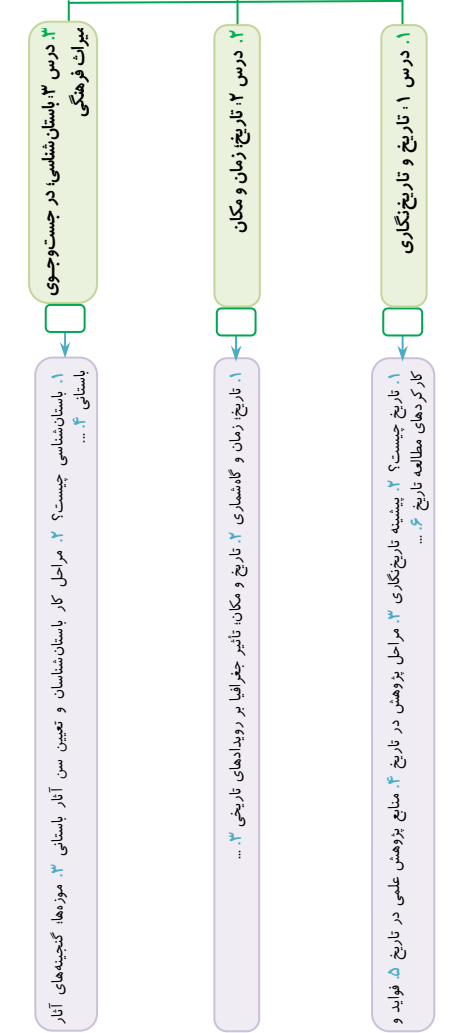 ۱. درس ۱: تاریخ و تاریخ‌نگاری
۱. تاریخ چیست؟ ۲. پیشینه تاریخ‌نگاری ۳. مراحل پژوهش در تاریخ ۴. منابع پژوهش علمی در تاریخ ۵. فواید و
کارکردهای مطالعه تاریخ ۶. ...
۲. درس ۲: تاریخ؛ زمان و مکان
۱. تاریخ؛ زمان و گاه‌شماری ۲. تاریخ و مکان؛ تأثیر جغرافیا بر رویدادهای تاریخی ۳. ...
۳. درس ۳: باستان‌شناسی؛ در جست‌وجوی
میراث فرهنگی
۱. باستان‌شناسی چیست؟ ۲. مراحل کار باستان‌شناسان و تعیین سن آثار باستانی ۳. موزه‌ها؛ گنجینه‌های آثار
باستانی ۴. ...